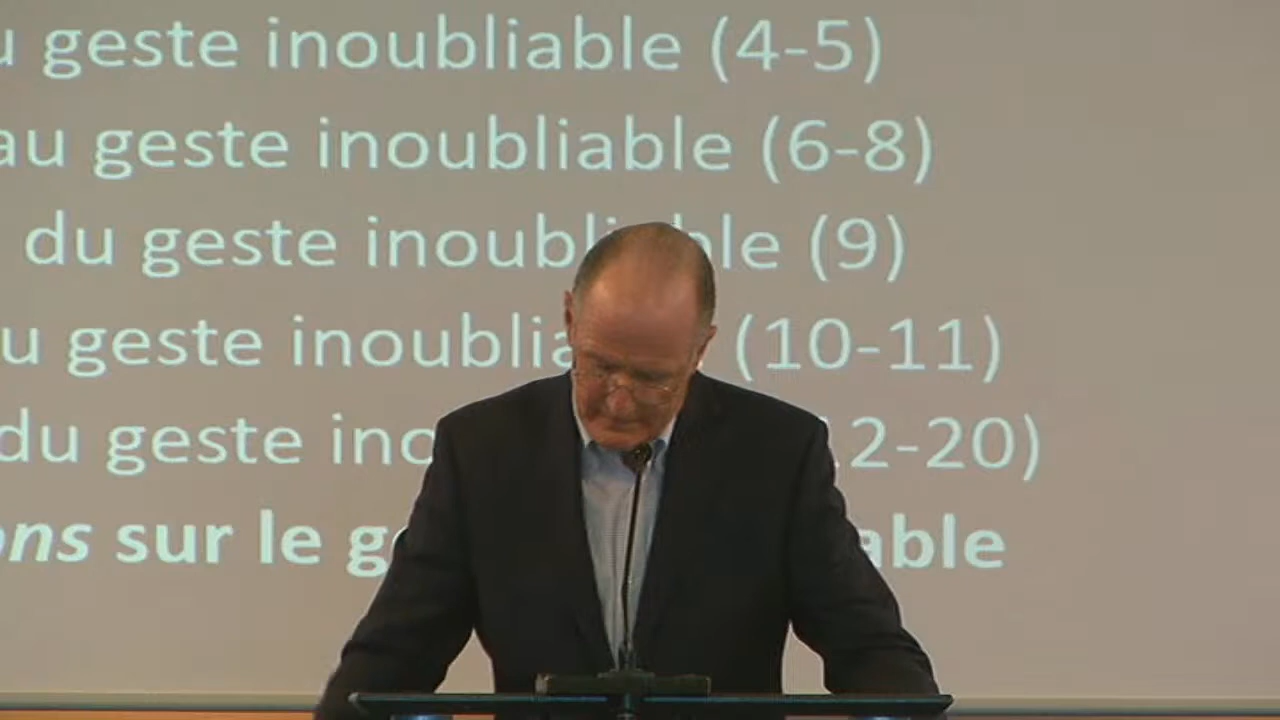 u geste inoubliable (4-5)
au geste inoubliable (6-8)
du geste inoubliable (9)
u geste inoublia (10-11)
du geste ino 2-20)
ons sur le g able